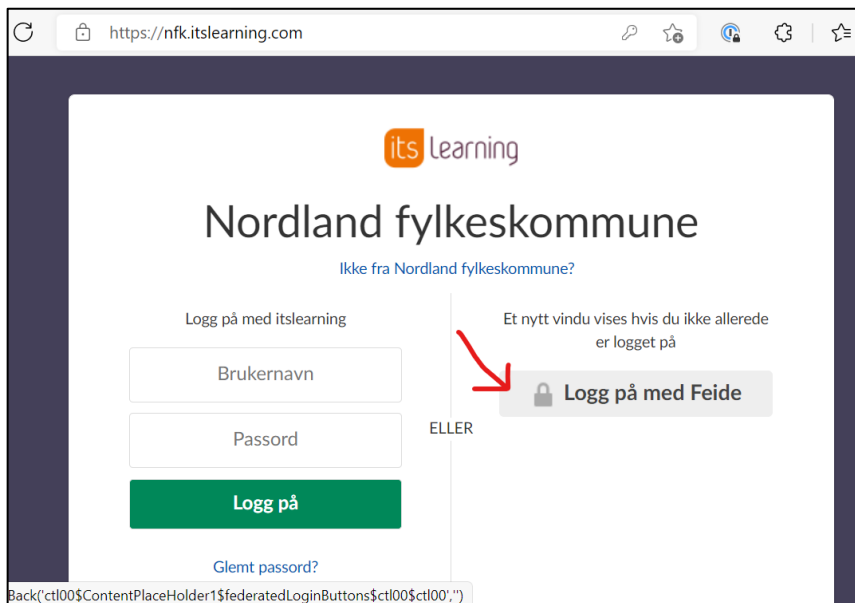 https://nfk.itslearning.com
its learning
Nordland fylkeskommune
Ikke fra Nordland fylkeskommune?
Logg på med itslearning
Brukernavn
Passord
Logg på
Glemt passord?
ELLER
Et nytt vindu vises hvis du ikke allerede
er logget på
Logg på med Feide
Back('ctl00$ContentPlaceHolder1$federatedLoginButtons$ctl00$ctl00','')